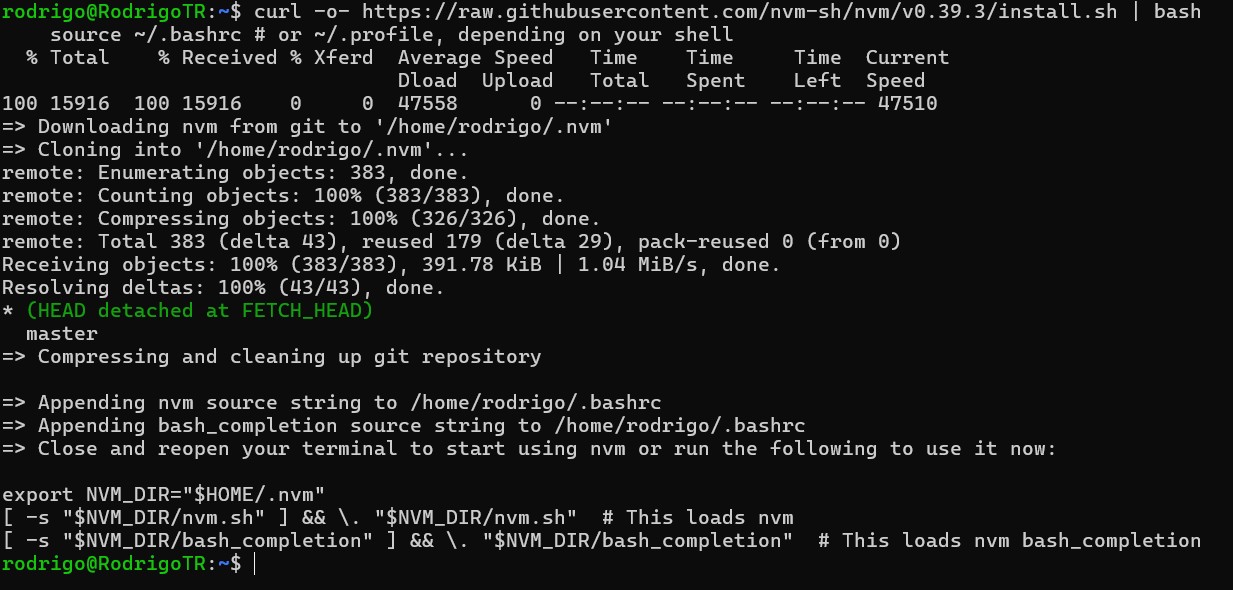 rodrigo@RodrigoTR:~$ curl -o- https://raw.githubusercontent.com/nvm-sh/nvm/v0.39.3/install.sh | bash
    source ~/.bashrc # or ~/.profile, depending on your shell
  % Total    % Received % Xferd  Average Speed   Time    Time     Time  Current
                                 Dload  Upload   Total   Spent    Left  Speed
100 15916  100 15916    0     0  47558      0 --:--:-- --:--:-- --:--:-- 47510
=> Downloading nvm from git to '/home/rodrigo/.nvm'
=> Cloning into '/home/rodrigo/.nvm'...
remote: Enumerating objects: 383, done.
remote: Counting objects: 100% (383/383), done.
remote: Compressing objects: 100% (326/326), done.
remote: Total 383 (delta 43), reused 179 (delta 29), pack-reused 0 (from 0)
Receiving objects: 100% (383/383), 391.78 KiB | 1.04 MiB/s, done.
Resolving deltas: 100% (43/43), done.
* (HEAD detached at FETCH_HEAD)
  master
=> Compressing and cleaning up git repository

=> Appending nvm source string to /home/rodrigo/.bashrc
=> Appending bash_completion source string to /home/rodrigo/.bashrc
=> Close and reopen your terminal to start using nvm or run the following to use it now:

export NVM_DIR="$HOME/.nvm"
[ -s "$NVM_DIR/nvm.sh" ] && \. "$NVM_DIR/nvm.sh"  # This loads nvm
[ -s "$NVM_DIR/bash_completion" ] && \. "$NVM_DIR/bash_completion"  # This loads nvm bash_completion
rodrigo@RodrigoTR:~$